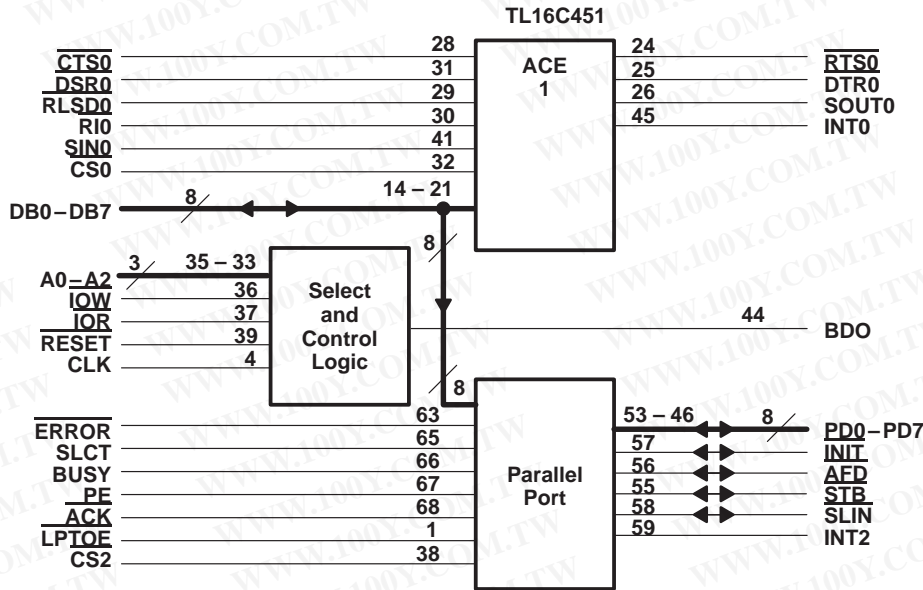 TL16C451
CTS0 28
DSR0 31
RLSD0 29
RI0 30
SIN0 41
CS0 32
ACE
1
24 RTS0
25 DTR0
26 SOUT0
45 INT0
DB0–DB7 8 14 – 21
8
A0–A2 3 35 – 33
IOW 36
IOR 37
RESET 39
CLK 4
Select
and
Control
Logic
44 BDO
8
ERROR 63
SLCT 65
BUSY 66
PE 67
ACK 68
LPTOE 1
CS2 38
Parallel
Port
53 – 46 8 PD0–PD7
57 INIT
56 AFD
55 STB
58 SLIN
59 INT2
WWW.100Y.COM.TW